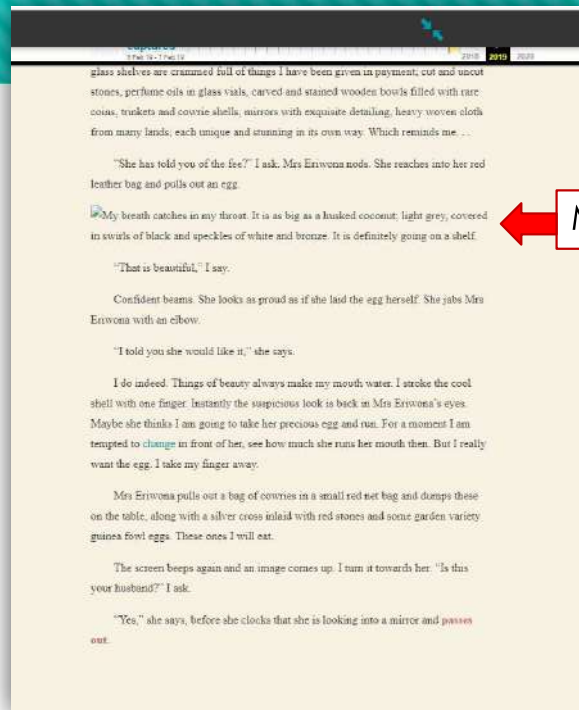 captures
5 Feb 19 - 7 Feb 19
2018 2019 2020
glass shelves are crammed full of things I have been given in payment; cut and uncut
stones, perfume oils in glass vials, carved and stained wooden bowls filled with rare
coins, trinkets and cowrie shells, mirrors with exquisite detailing, heavy woven cloth
from many lands; each unique and stunning in its own way. Which reminds me. . .
“She has told you of the fee?” I ask. Mrs Eriwona nods. She reaches into her red
leather bag and pulls out an egg.
My breath catches in my throat. It is as big as a husked coconut; light grey, covered
in swirls of black and speckles of white and bronze. It is definitely going on a shelf.
“That is beautiful,” I say.
Confident beams. She looks as proud as if she laid the egg herself. She jabs Mrs
Eriwona with an elbow.
“I told you she would like it,” she says.
I do indeed. Things of beauty always make my mouth water. I stroke the cool
shell with one finger. Instantly the suspicious look is back in Mrs Eriwona’s eyes.
Maybe she thinks I am going to take her precious egg and run. For a moment I am
tempted to change in front of her, see how much she runs her mouth then. But I really
want the egg. I take my finger away.
Mrs Eriwona pulls out a bag of cowries in a small red net bag and dumps these
on the table, along with a silver cross inlaid with red stones and some garden variety
guinea fowl eggs. These ones I will eat.
The screen beeps again and an image comes up. I turn it towards her. “Is this
your husband?” I ask.
“Yes,” she says, before she clocks that she is looking into a mirror and passes
out.